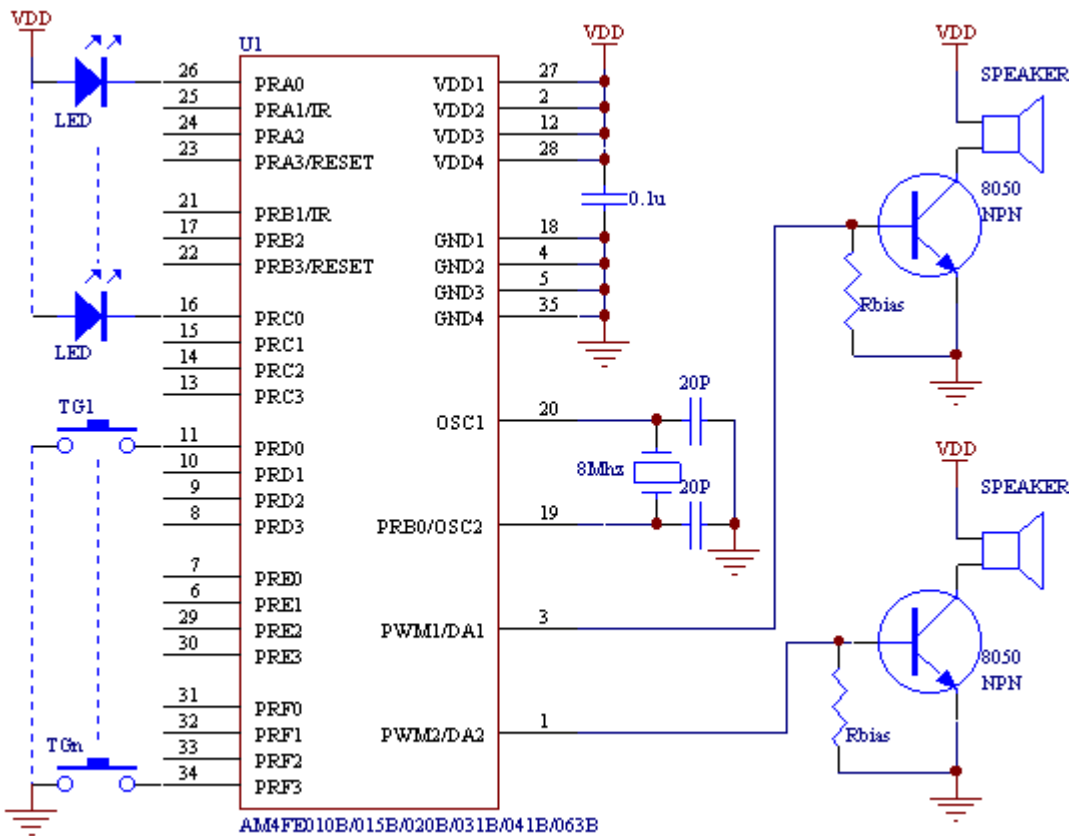 VDD
LED
LED
TG1
TGn
U1
26 PRA0
25 PRA1/IR
24 PRA2
23 PRA3/RESET
21 PRB1/IR
17 PRB2
22 PRB3/RESET
16 PRC0
15 PRC1
14 PRC2
13 PRC3
11 PRD0
10 PRD1
9 PRD2
8 PRD3
7 PRE0
6 PRE1
29 PRE2
30 PRE3
31 PRF0
32 PRF1
33 PRF2
34 PRF3
VDD1 27
VDD2 2
VDD3 12
VDD4 28
GND1 18
GND2 4
GND3 5
GND4 35
OSC1 20
PRB0/OSC2 19
PWM1/DA1 3
PWM2/DA2 1
AM4FE010B/015B/020B/031B/041B/063B
VDD
0.1u
20P
8Mhz
20P
VDD
SPEAKER
8050
NPN
Rbias
VDD
SPEAKER
8050
NPN
Rbias